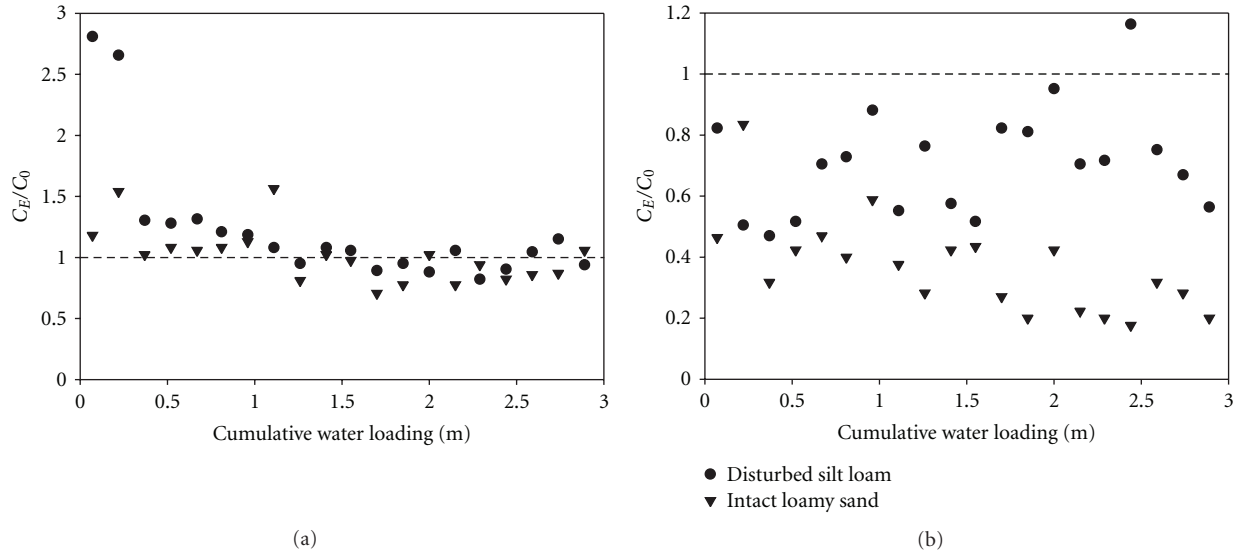 3
2.5
2
1.5
1
0.5
0
C_E/C_0
0 0.5 1 1.5 2 2.5 3
Cumulative water loading (m)
(a)
1.2
1
0.8
0.6
0.4
0.2
0
C_E/C_0
0 0.5 1 1.5 2 2.5 3
Cumulative water loading (m)
Disturbed silt loam
Intact loamy sand
(b)